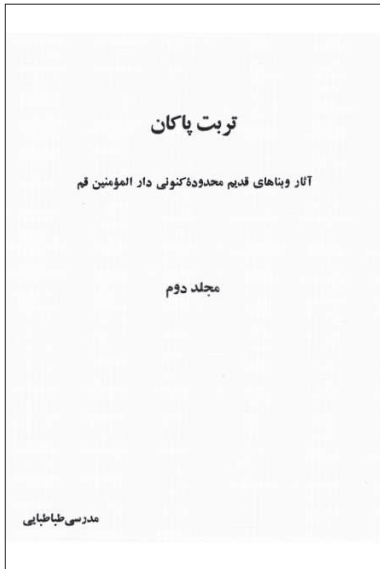 تربت پاکان
آثار وبناهای قدیم محدودهٔ کنونی دار المؤمنین قم
مجلد دوم
مدرسی طباطبایی